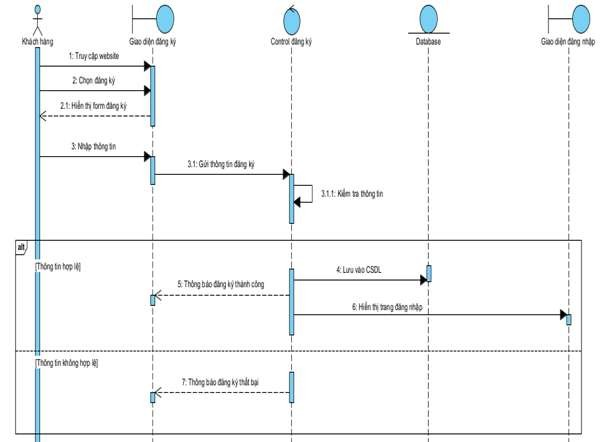 Khách hàng
Giao diện đăng ký
Control đăng ký
Database
Giao diện đăng nhập
1: Truy cập website
2: Chọn đăng ký
2.1: Hiển thị form đăng ký
3: Nhập thông tin
3.1: Gửi thông tin đăng ký
3.1.1: Kiểm tra thông tin
alt
[Thông tin hợp lệ]
4: Lưu vào CSDL
5: Thông báo đăng ký thành công
6: Hiển thị trang đăng nhập
[Thông tin không hợp lệ]
7: Thông báo đăng ký thất bại